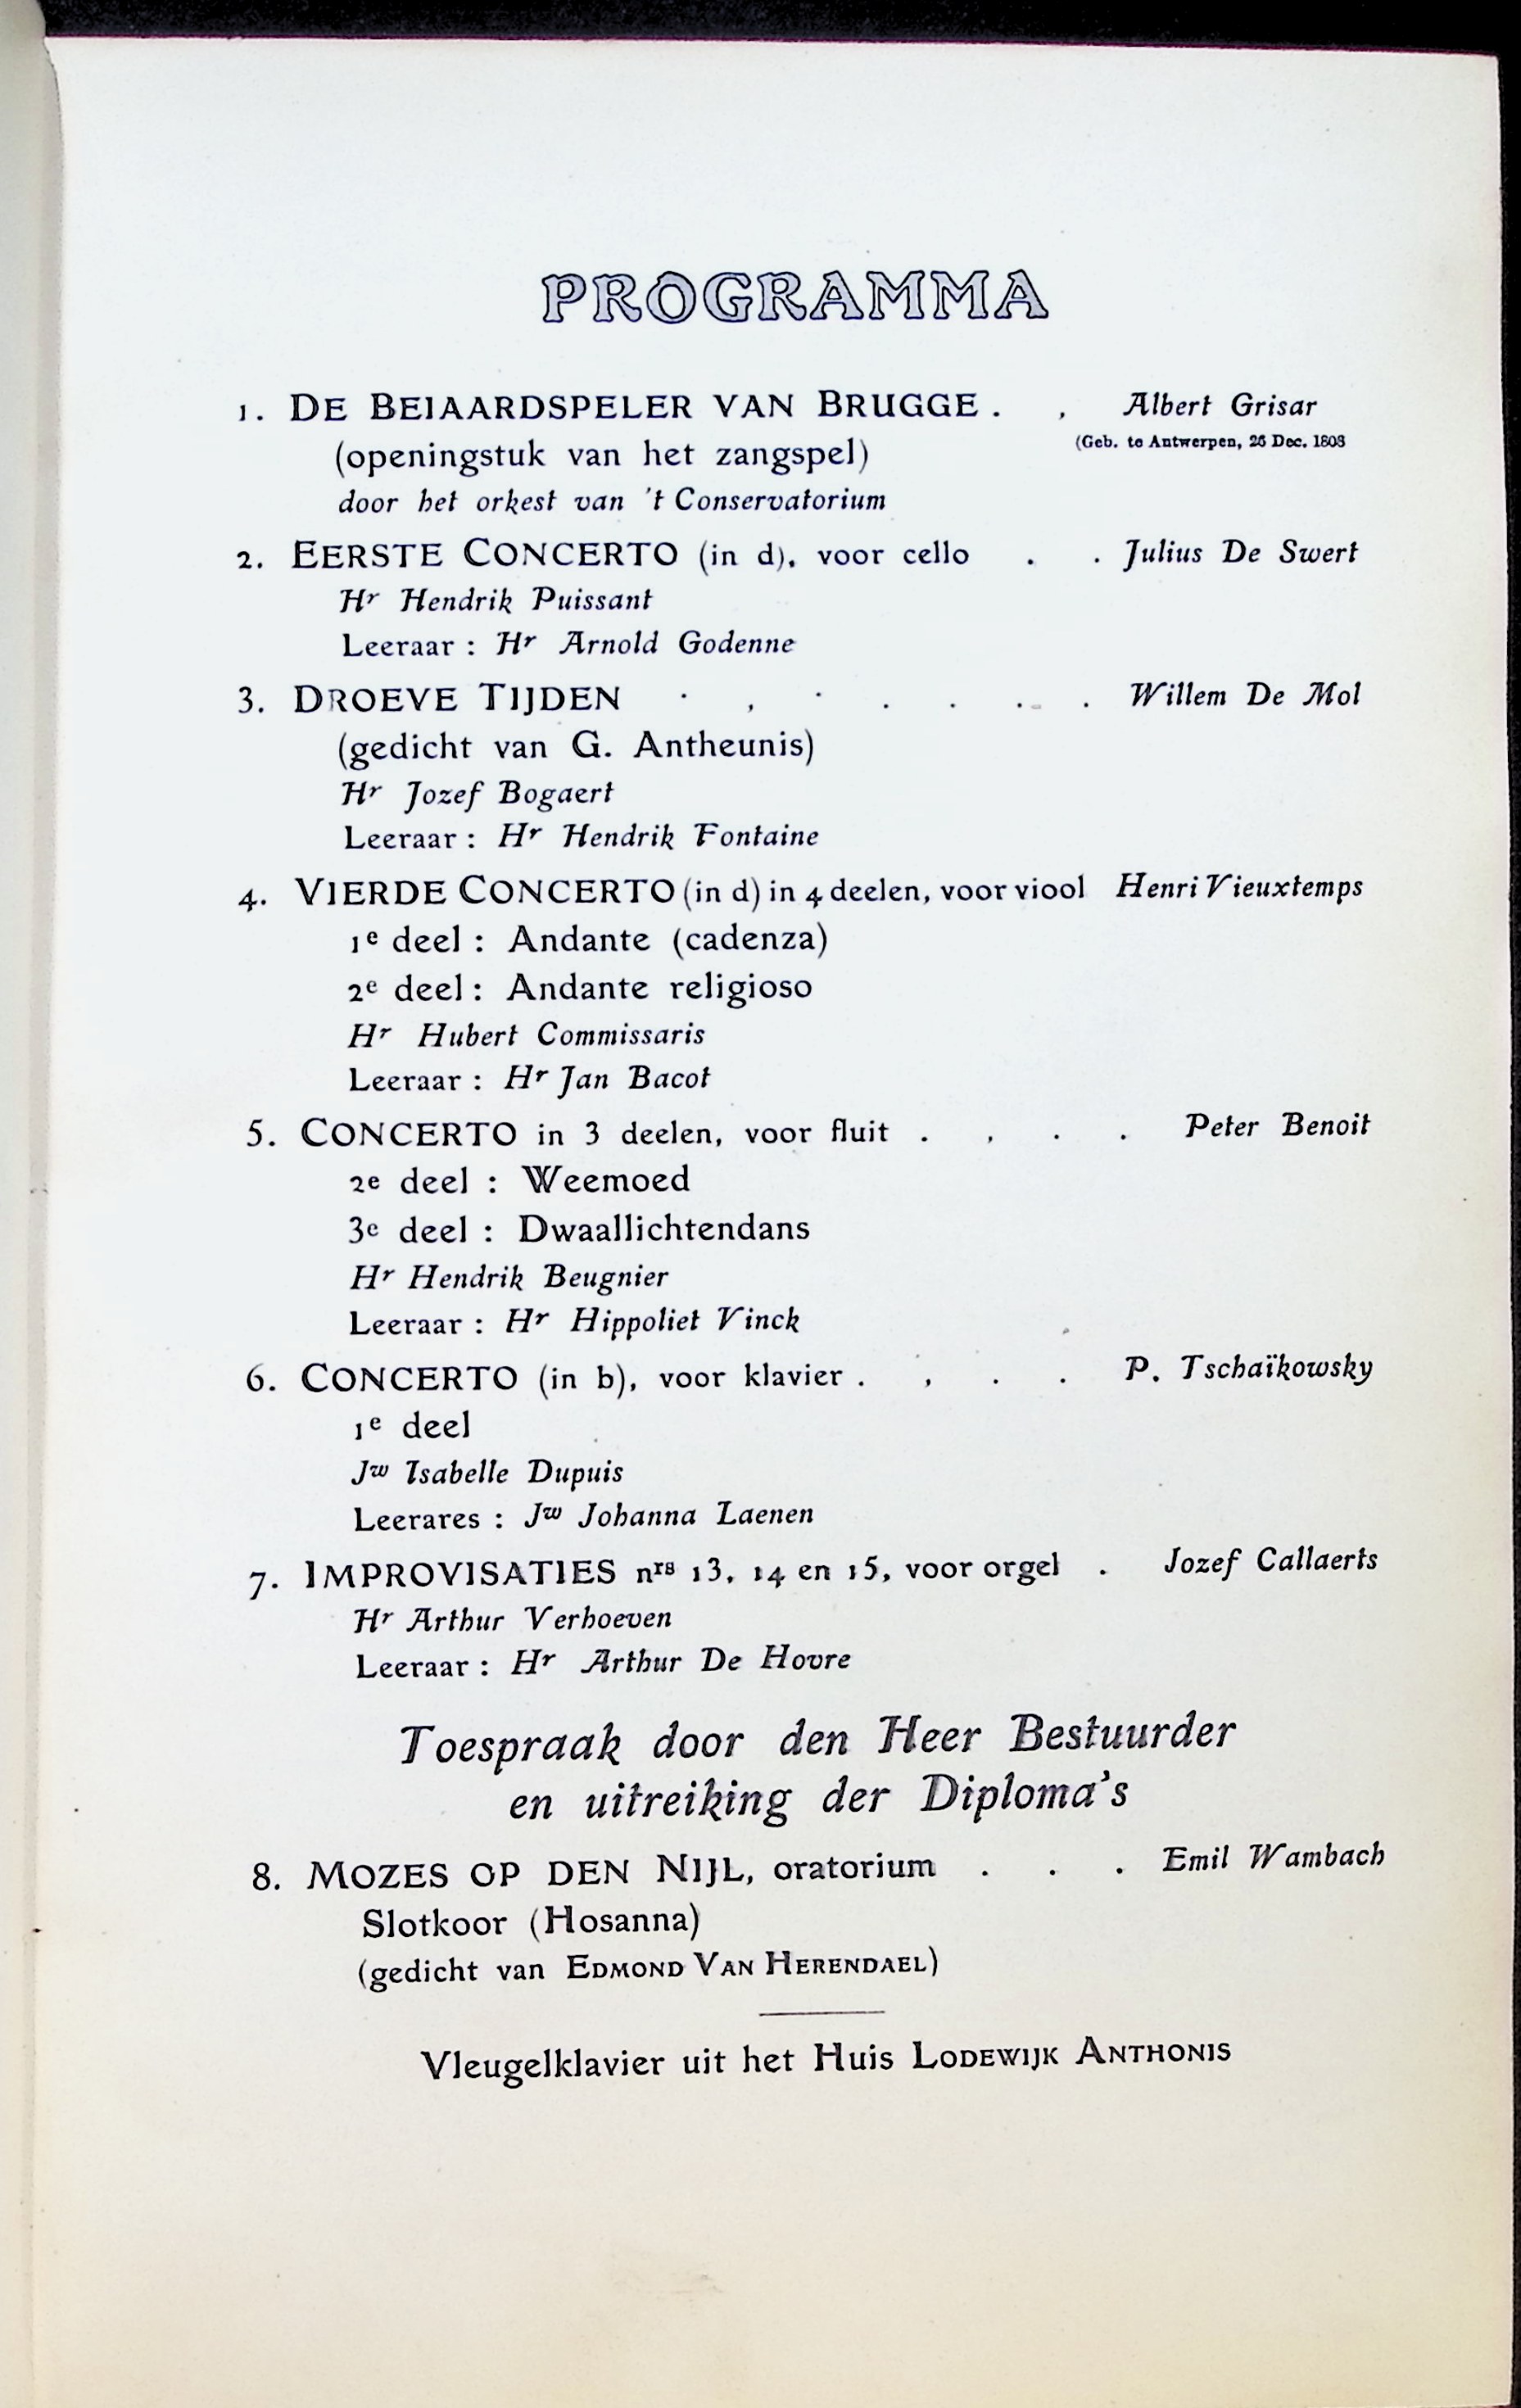 PROGRAMMA
1. DE BEIAARDSPELER VAN BRUGGE . . Albert Grisar
(openingstuk van het zangspel) (Geb. te Antwerpen, 26 Dec. 1808
door het orkest van 't Conservatorium
2. EERSTE CONCERTO (in d), voor cello . . Julius De Swert
Hr Hendrik Puissant
Leeraar : Hr Arnold Godenne
3. DROEVE TIJDEN . , . . . . . Willem De Mol
(gedicht van G. Antheunis)
Hr Jozef Bogaert
Leeraar : Hr Hendrik Fontaine
4. VIERDE CONCERTO (in d) in 4 deelen, voor viool Henri Vieuxtemps
1e deel : Andante (cadenza)
2e deel : Andante religioso
Hr Hubert Commissaris
Leeraar : Hr Jan Bacot
5. CONCERTO in 3 deelen, voor fluit . , . . Peter Benoit
2e deel : Weemoed
3e deel : Dwaallichtendans
Hr Hendrik Beugnier
Leeraar : Hr Hippoliet Vinck
6. CONCERTO (in b), voor klavier . , . . P. Tschaïkowsky
1e deel
Jw Isabelle Dupuis
Leerares : Jw Johanna Laenen
7. IMPROVISATIES nrs 13, 14 en 15, voor orgel . Jozef Callaerts
Hr Arthur Verhoeven
Leeraar : Hr Arthur De Hovre
Toespraak door den Heer Bestuurder
en uitreiking der Diploma's
8. MOZES OP DEN NIJL, oratorium . . . Emil Wambach
Slotkoor (Hosanna)
(gedicht van EDMOND VAN HERENDAEL)
Vleugelklavier uit het Huis LODEWIJK ANTHONIS